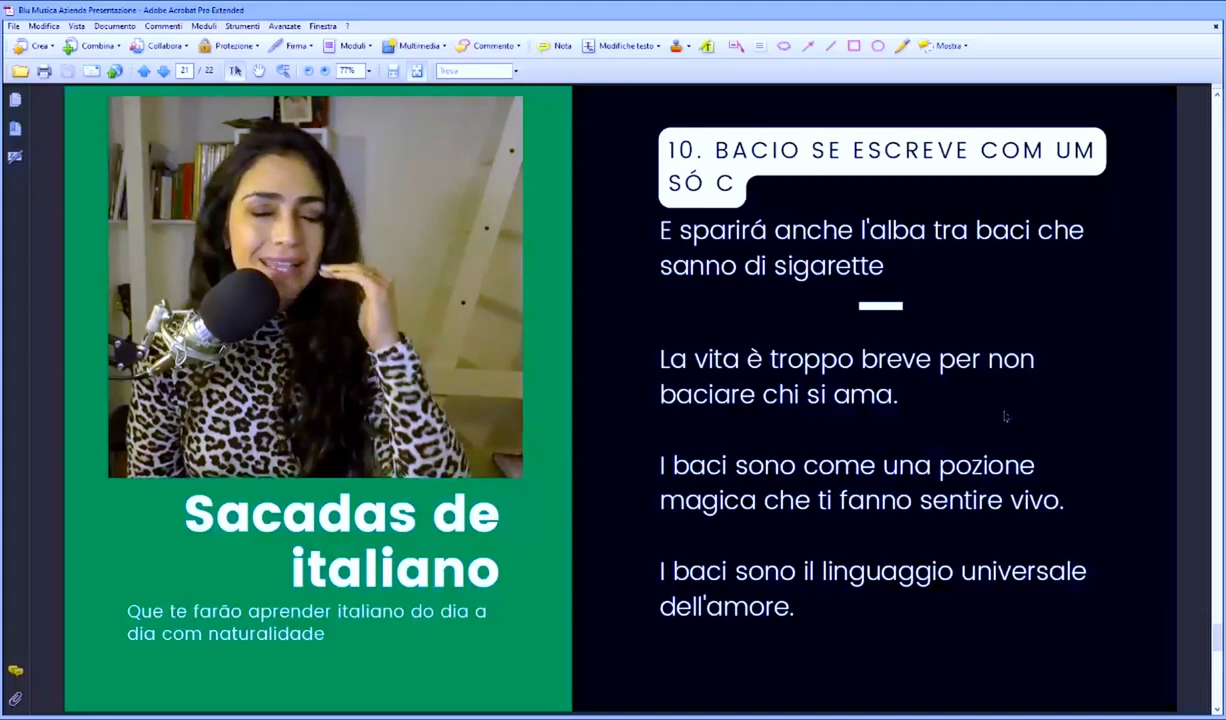 Blu Musica Azienda Presentazione - Adobe Acrobat Pro Extended
File Modifica Vista Documento Commenti Moduli Strumenti Avanzate Finestra ?
Crea Combina Collabora Protezione Firma Moduli Multimedia Commento Nota Modifiche testo Mostra
21 / 22 77% Trova
10. BACIO SE ESCREVE COM UM
SÓ C
E sparirá anche l'alba tra baci che
sanno di sigarette
La vita è troppo breve per non
baciare chi si ama.
I baci sono come una pozione
magica che ti fanno sentire vivo.
I baci sono il linguaggio universale
dell'amore.
Sacadas de
italiano
Que te farão aprender italiano do dia a
dia com naturalidade